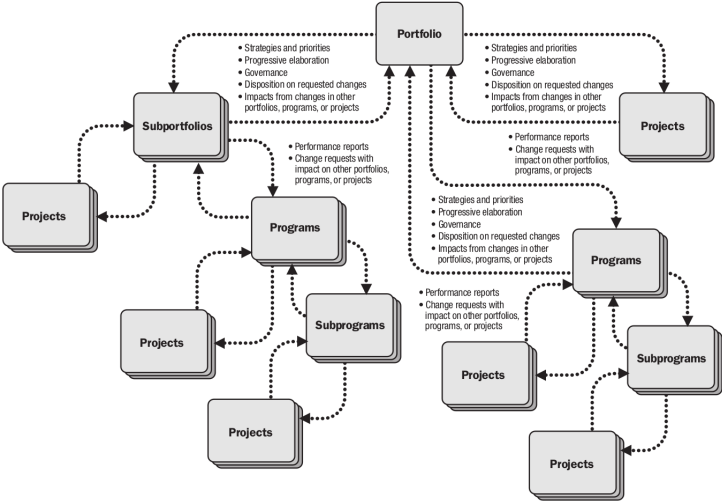 Portfolio
• Strategies and priorities
• Progressive elaboration
• Governance
• Disposition on requested changes
• Impacts from changes in other
portfolios, programs, or projects
• Strategies and priorities
• Progressive elaboration
• Governance
• Disposition on requested changes
• Impacts from changes in other
portfolios, programs, or projects
Subportfolios
Projects
• Performance reports
• Change requests with
impact on other portfolios,
programs, or projects
• Performance reports
• Change requests with
impact on other portfolios,
programs, or projects
Projects
Programs
• Strategies and priorities
• Progressive elaboration
• Governance
• Disposition on requested changes
• Impacts from changes in other
portfolios, programs, or projects
Programs
• Performance reports
• Change requests with
impact on other portfolios,
programs, or projects
Projects
Subprograms
Projects
Subprograms
Projects
Projects